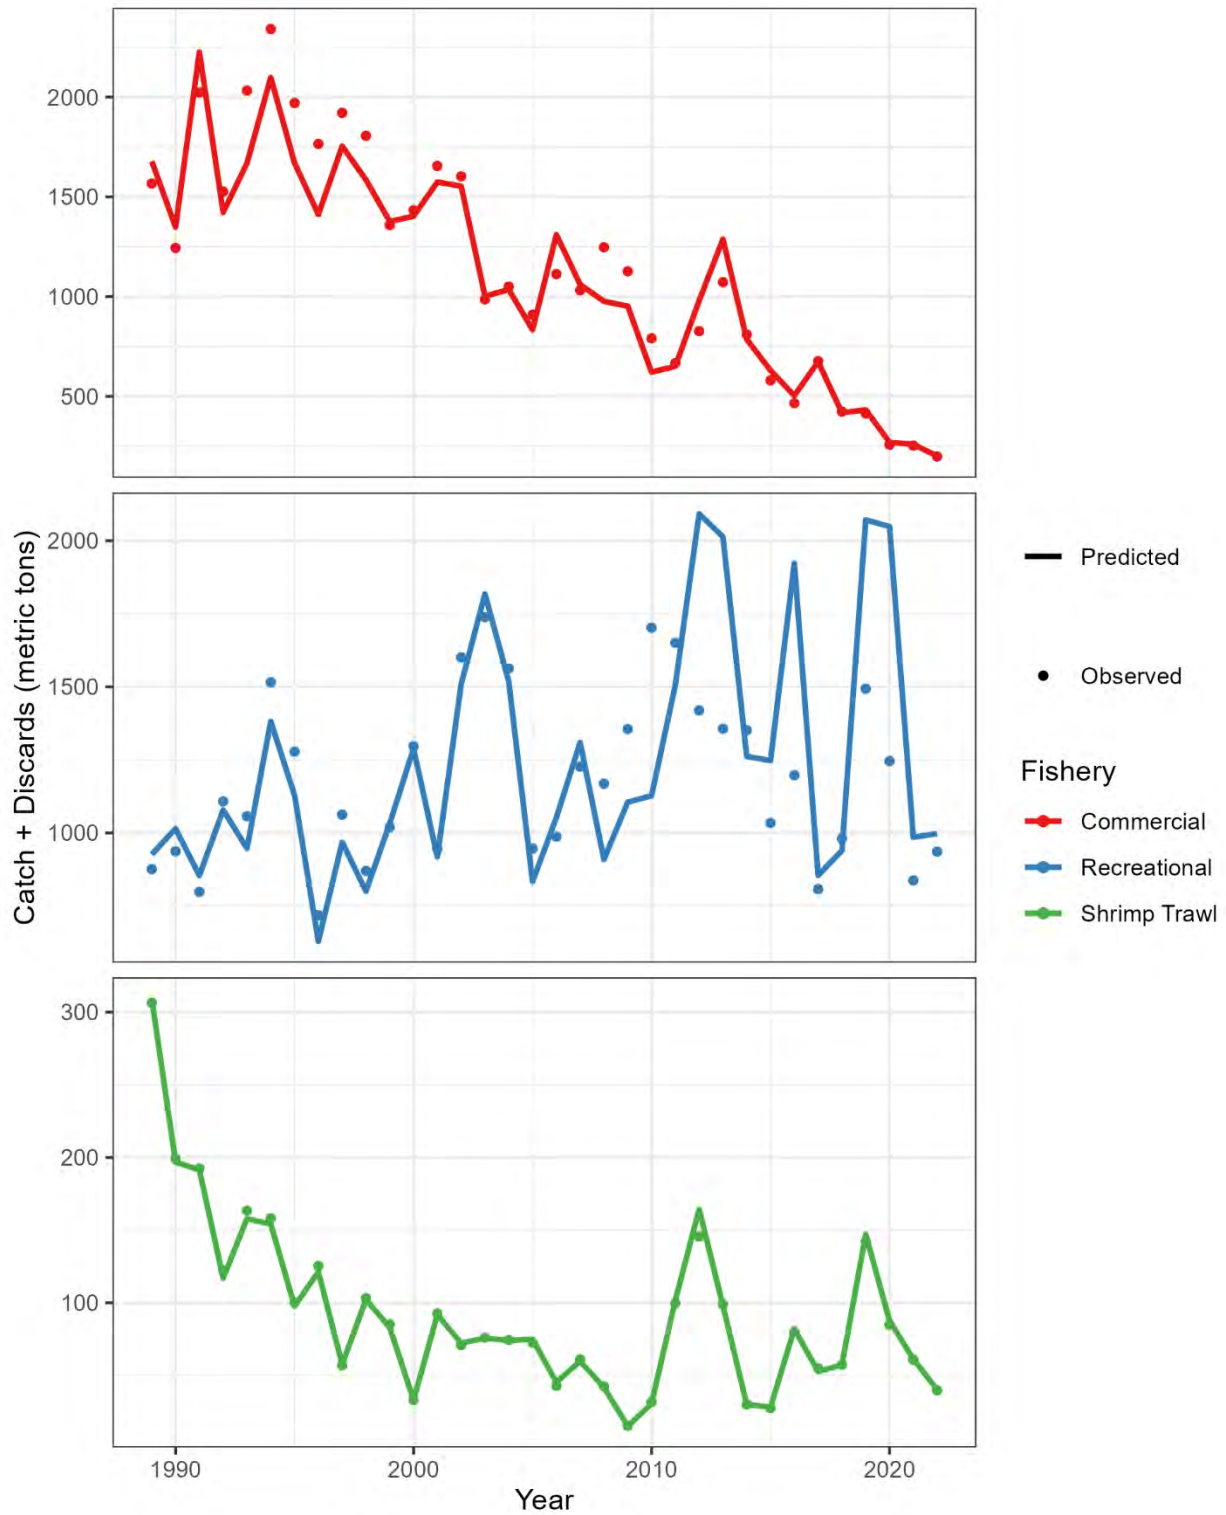 2000
1500
1000
500
Catch + Discards (metric tons)
2000
1500
1000
300
200
100
1990 2000 2010 2020
Year
Predicted
Observed
Fishery
Commercial
Recreational
Shrimp Trawl